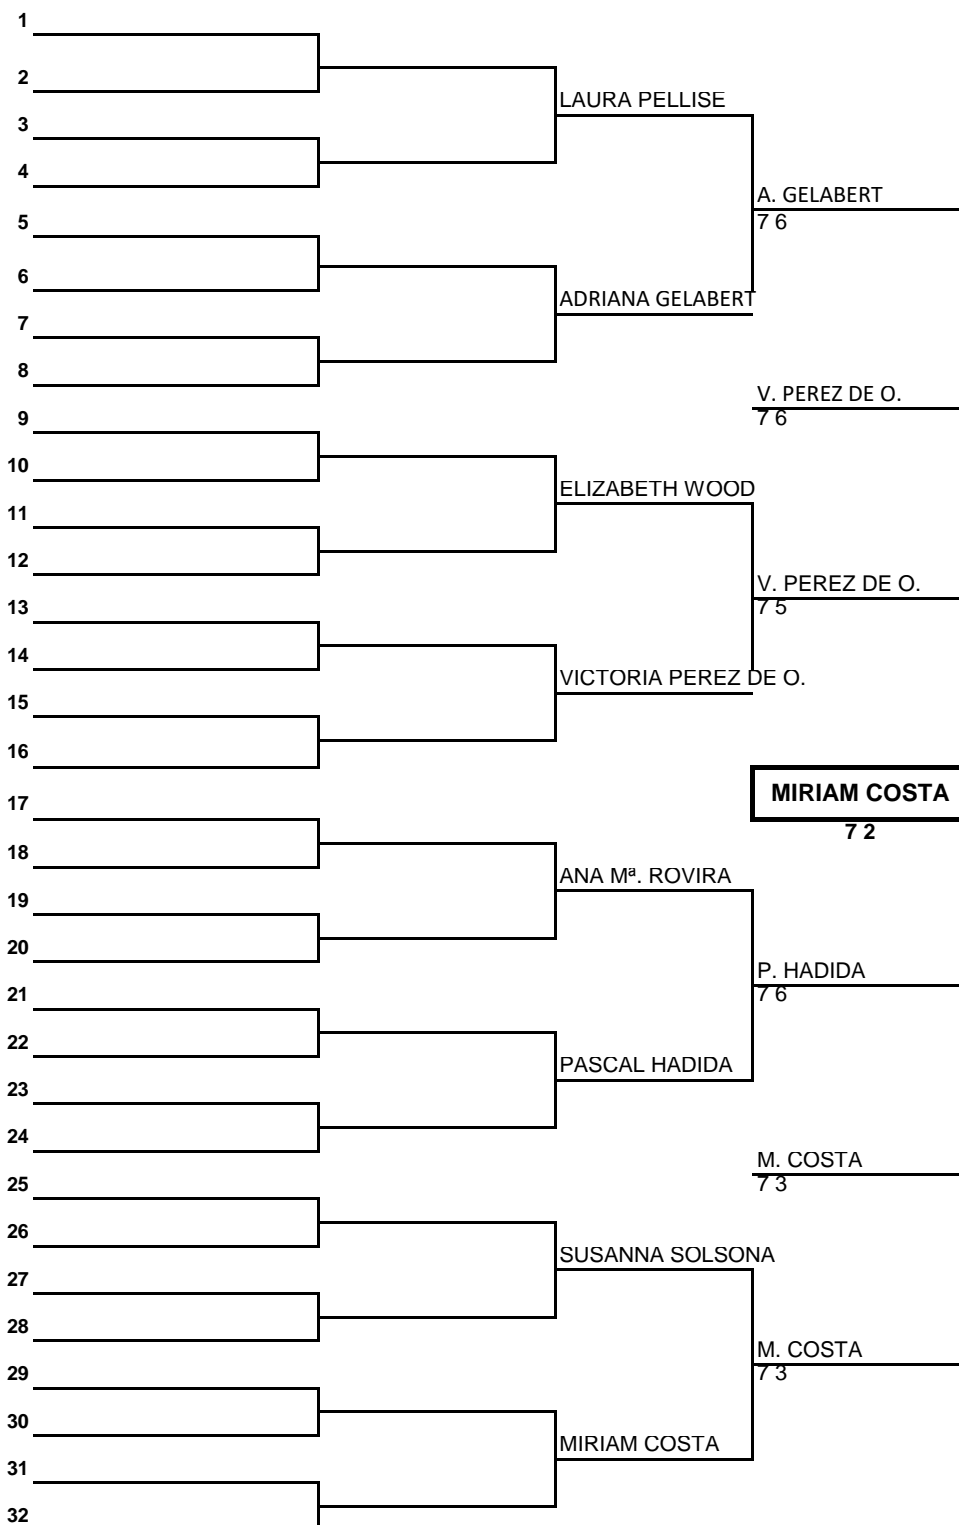 1
2
LAURA PELLISE
3
4
A. GELABERT
5
7 6
6
ADRIANA GELABERT
7
8
V. PEREZ DE O.
9
7 6
10
ELIZABETH WOOD
11
12
V. PEREZ DE O.
13
7 5
14
VICTORIA PEREZ DE O.
15
16
MIRIAM COSTA
17
7 2
18
ANA Mª. ROVIRA
19
20
P. HADIDA
21
7 6
22
PASCAL HADIDA
23
24
M. COSTA
25
7 3
26
SUSANNA SOLSONA
27
28
M. COSTA
29
7 3
30
MIRIAM COSTA
31
32